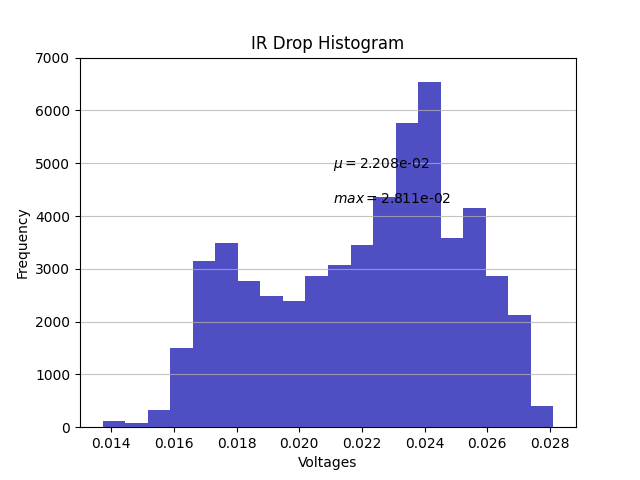 IR Drop Histogram
7000
6000
5000
4000
3000
2000
1000
0
Frequency
μ = 2.208e-02
max = 2.811e-02
0.014 0.016 0.018 0.020 0.022 0.024 0.026 0.028
Voltages